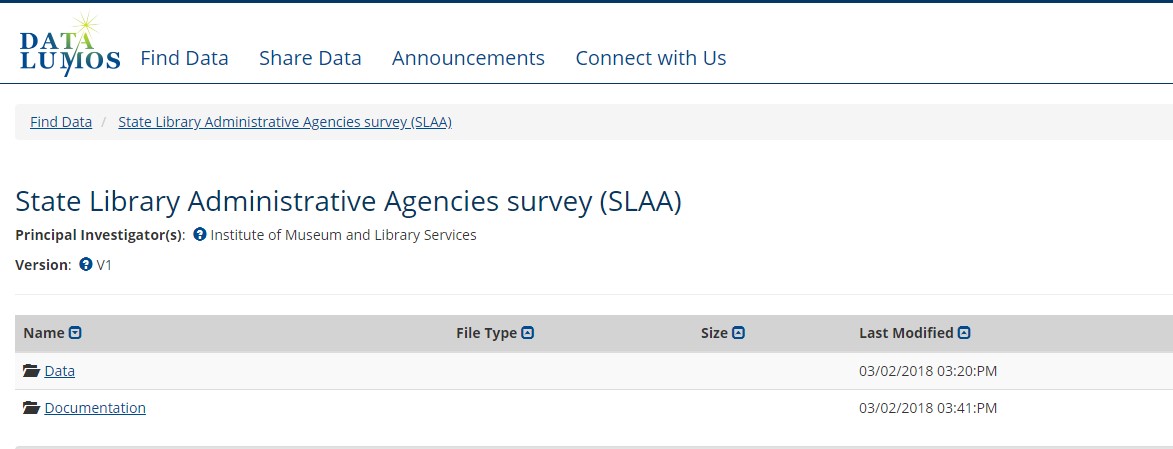 DATA
LUMOS
Find Data Share Data Announcements Connect with Us
Find Data / State Library Administrative Agencies survey (SLAA)
State Library Administrative Agencies survey (SLAA)
Principal Investigator(s): Institute of Museum and Library Services
Version: V1
Name File Type Size Last Modified
Data 03/02/2018 03:20:PM
Documentation 03/02/2018 03:41:PM